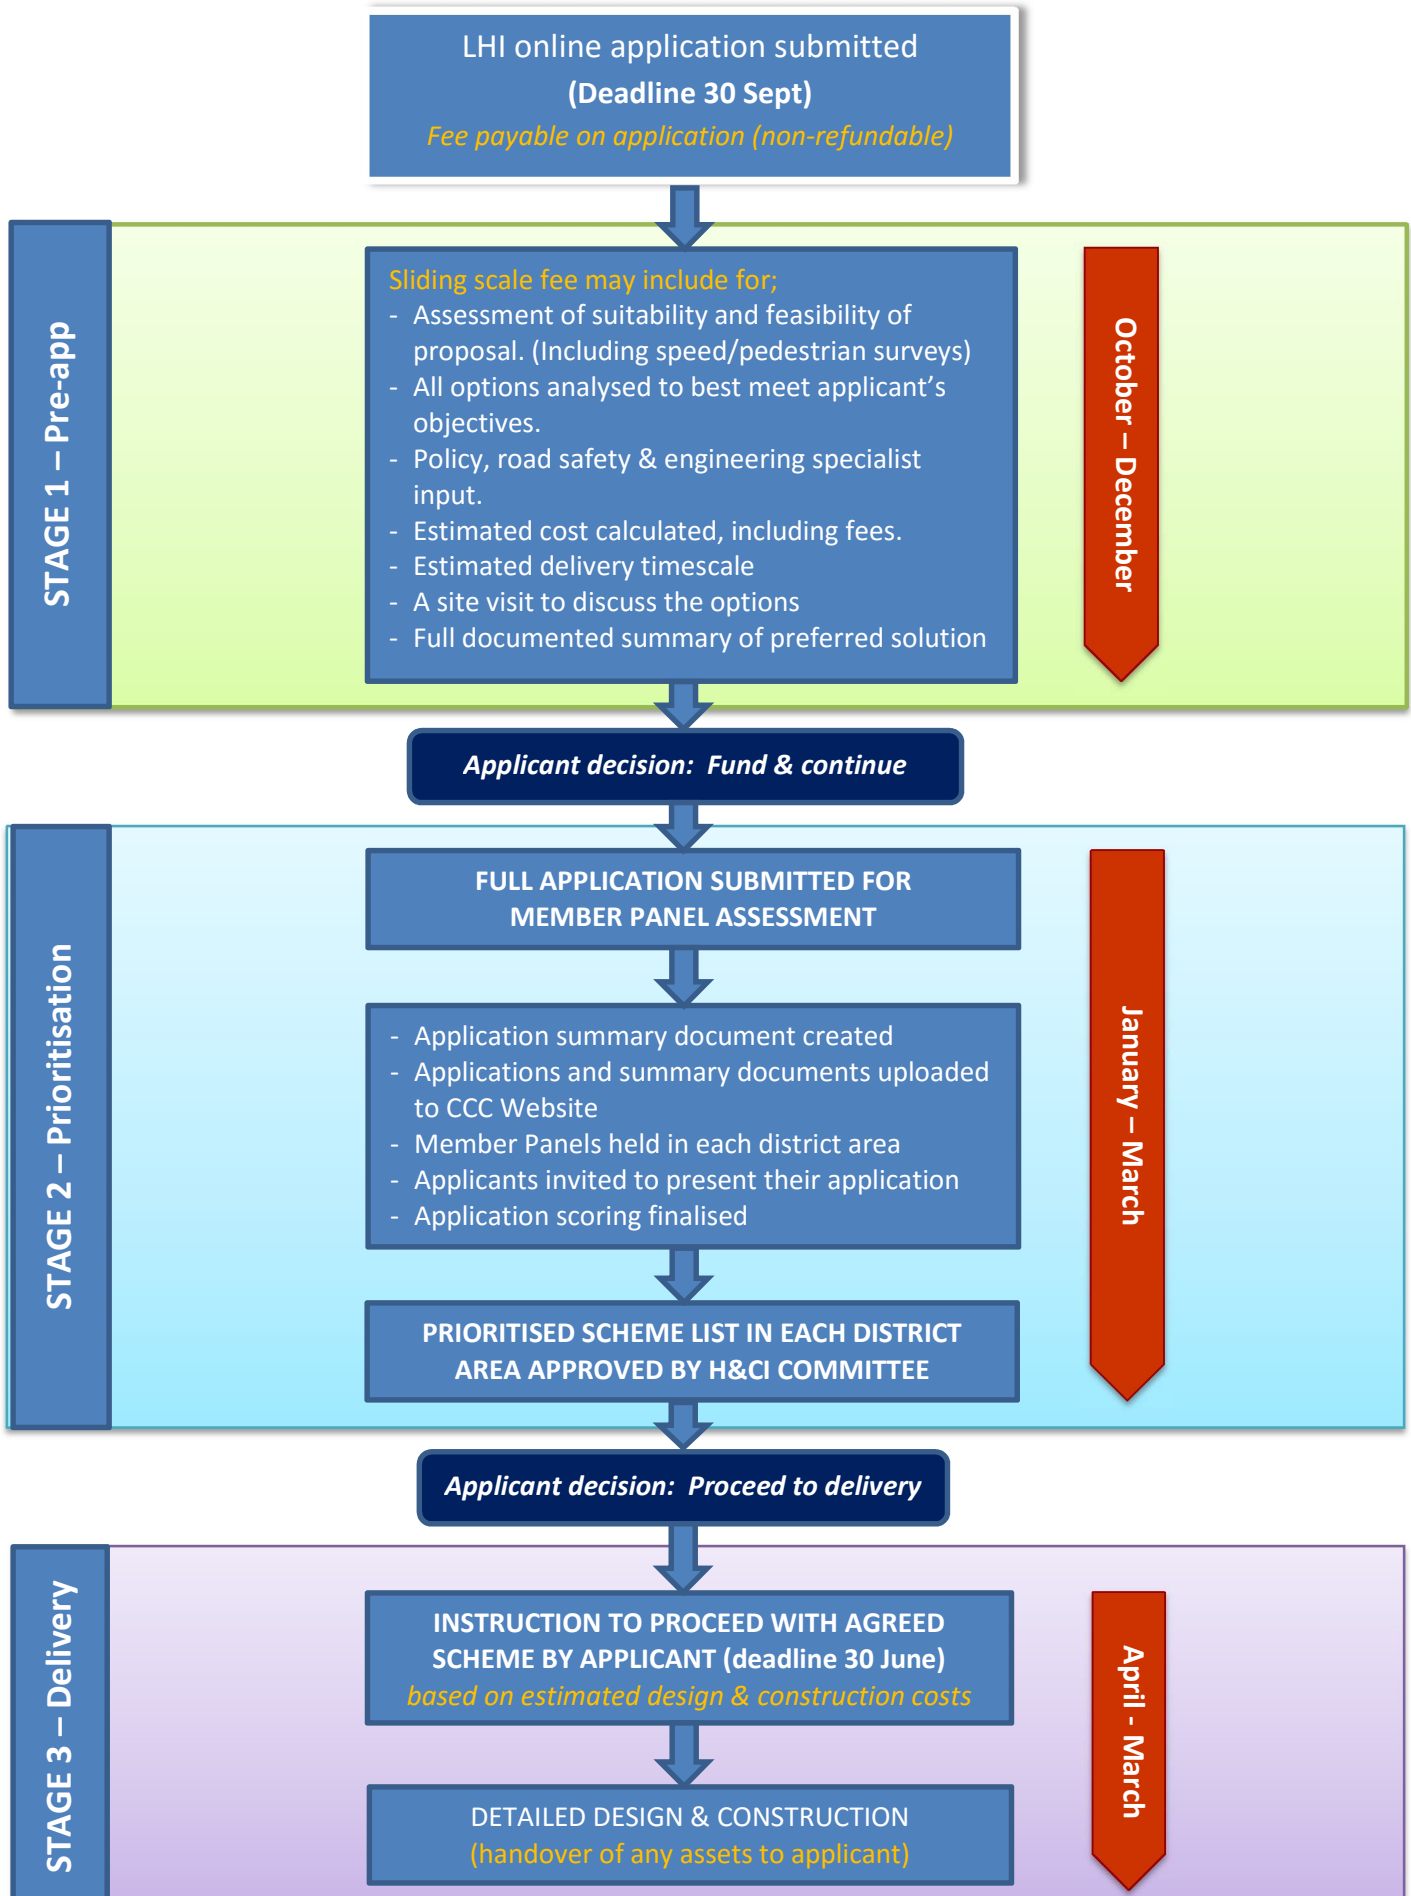 LHI online application submitted
(Deadline 30 Sept)
Fee payable on application (non-refundable)
STAGE 1 – Pre-app
Sliding scale fee may include for;
- Assessment of suitability and feasibility of
proposal. (Including speed/pedestrian surveys)
- All options analysed to best meet applicant’s
objectives.
- Policy, road safety & engineering specialist
input.
- Estimated cost calculated, including fees.
- Estimated delivery timescale
- A site visit to discuss the options
- Full documented summary of preferred solution
October – December
Applicant decision: Fund & continue
STAGE 2 – Prioritisation
FULL APPLICATION SUBMITTED FOR
MEMBER PANEL ASSESSMENT
- Application summary document created
- Applications and summary documents uploaded
to CCC Website
- Member Panels held in each district area
- Applicants invited to present their application
- Application scoring finalised
PRIORITISED SCHEME LIST IN EACH DISTRICT
AREA APPROVED BY H&CI COMMITTEE
January – March
Applicant decision: Proceed to delivery
STAGE 3 – Delivery
INSTRUCTION TO PROCEED WITH AGREED
SCHEME BY APPLICANT (deadline 30 June)
based on estimated design & construction costs
DETAILED DESIGN & CONSTRUCTION
(handover of any assets to applicant)
April - March